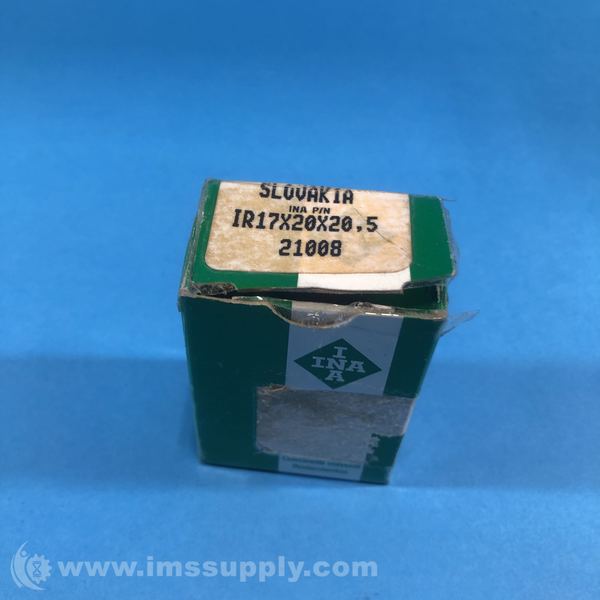 SLOVAKIA
INA P/N
IR17X20X20,5
21008
I
INA
A
www.imssupply.com